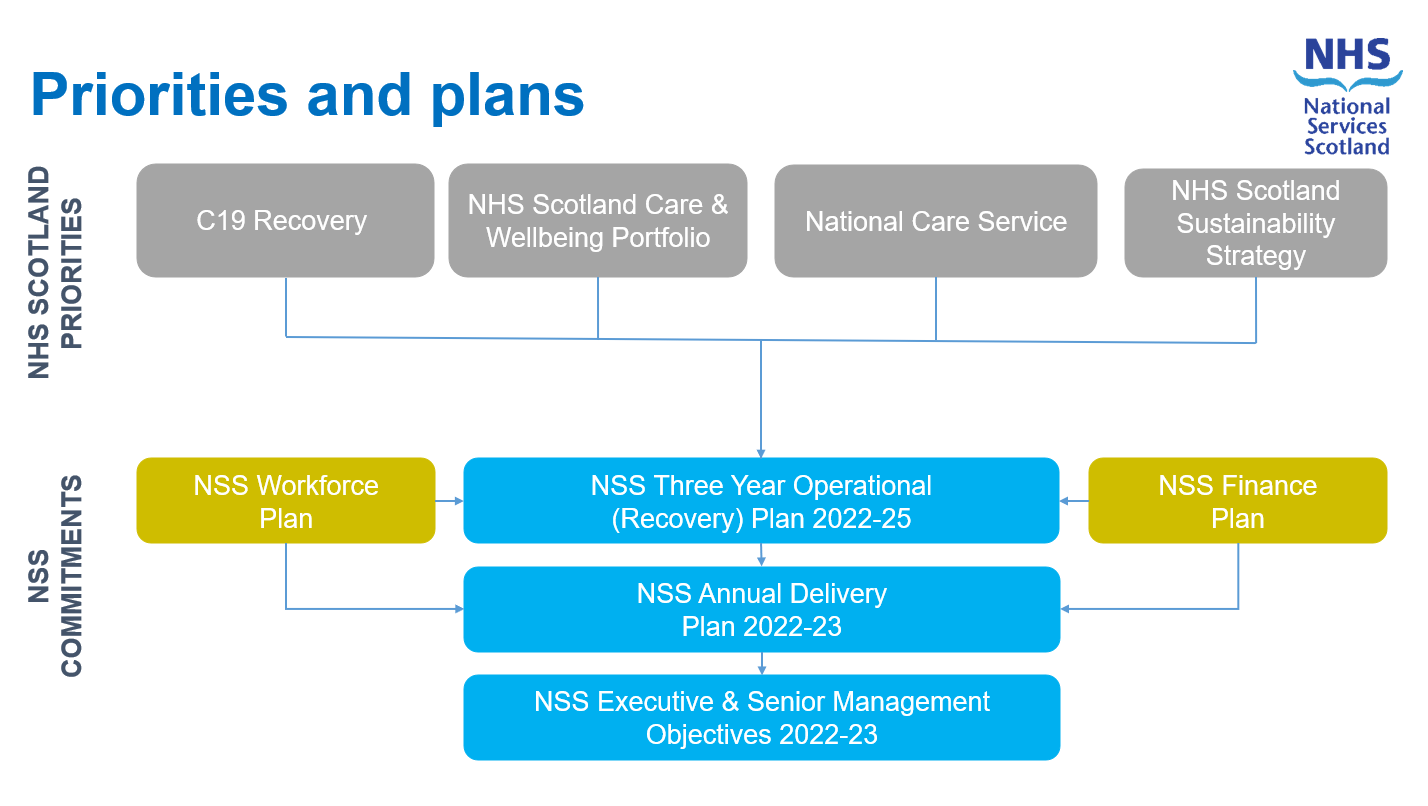 Priorities and plans
NHS
National
Services
Scotland
NHS SCOTLAND
PRIORITIES
C19 Recovery
NHS Scotland Care &
Wellbeing Portfolio
National Care Service
NHS Scotland
Sustainability
Strategy
NSS
COMMITMENTS
NSS Workforce
Plan
NSS Three Year Operational
(Recovery) Plan 2022-25
NSS Finance
Plan
NSS Annual Delivery
Plan 2022-23
NSS Executive & Senior Management
Objectives 2022-23